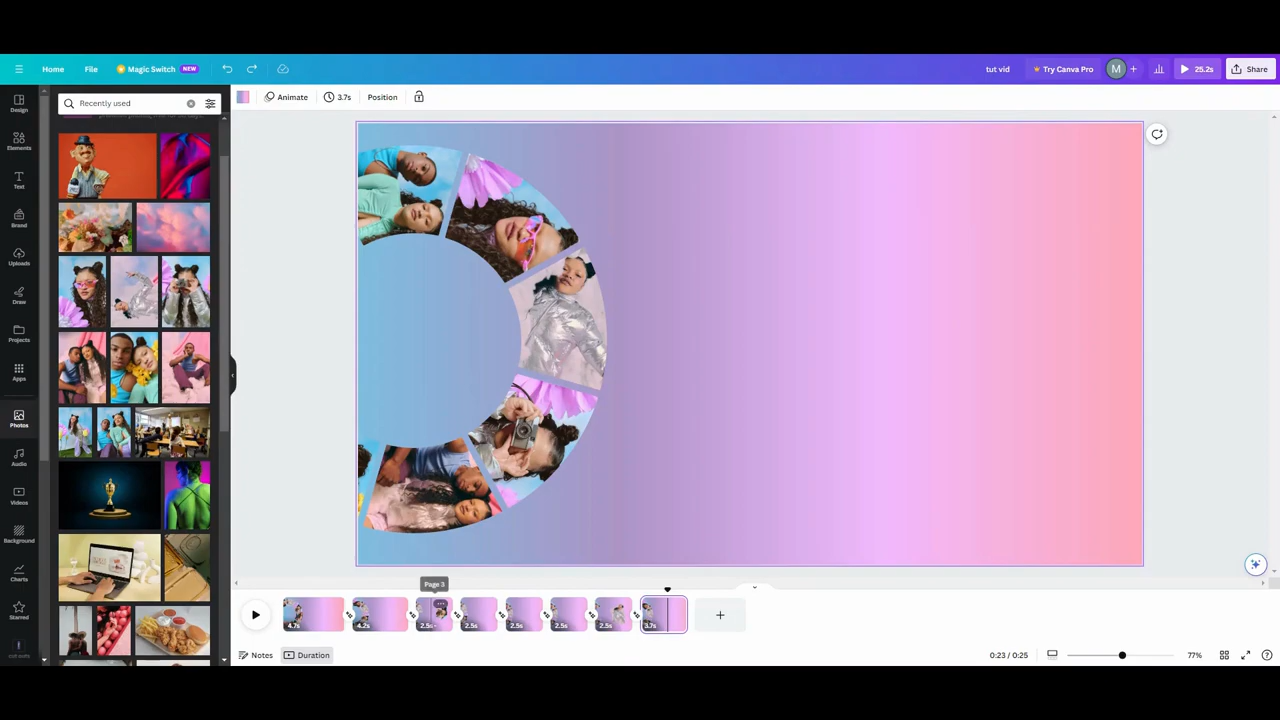 Home
File
Magic Switch NEW
tut vid
Try Canva Pro
M
25.2s
Share
Recently used
Animate
3.7s
Position
Design
Elements
Text
Brand
Uploads
Draw
Projects
Apps
Photos
Audio
Videos
Background
Charts
Starred
Page 3
4.7s
4.2s
2.5s
2.5s
2.5s
2.5s
2.5s
3.7s
Notes
Duration
0:23 / 0:25
77%